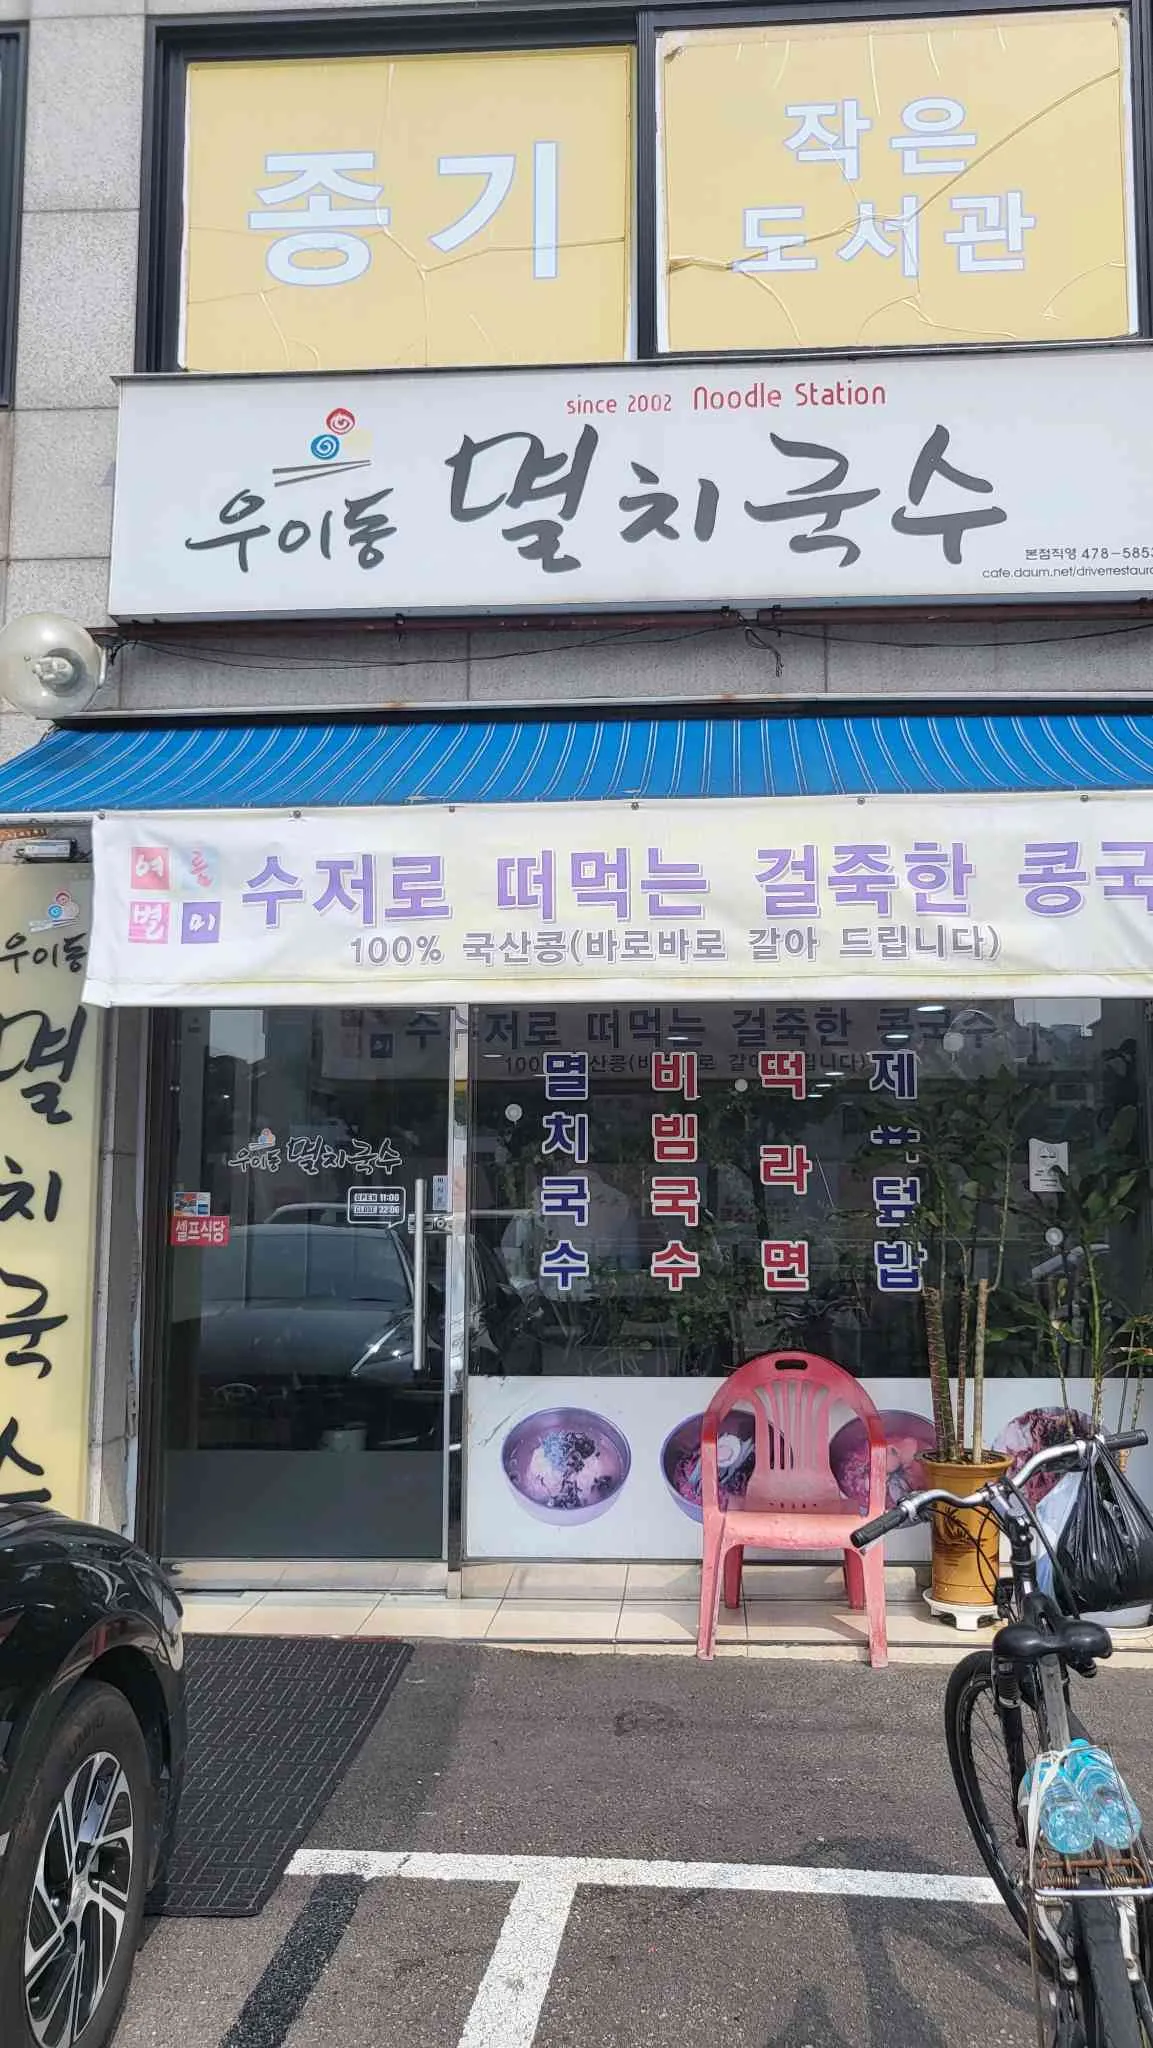 종기
작은
도서관
since 2002 Noodle Station
우이동 멸치국수
본점직영 478-5853
cafe.daum.net/driverrestaura
여름
별미
수저로 떠먹는 걸죽한 콩국
100% 국산콩(바로바로 갈아 드립니다)
우이동
멸치국수
우이동 멸치국수
OPEN 11:00
CLOSE 22:00
셀프식당
멸치국수
비빔국수
떡라면
제육덮밥